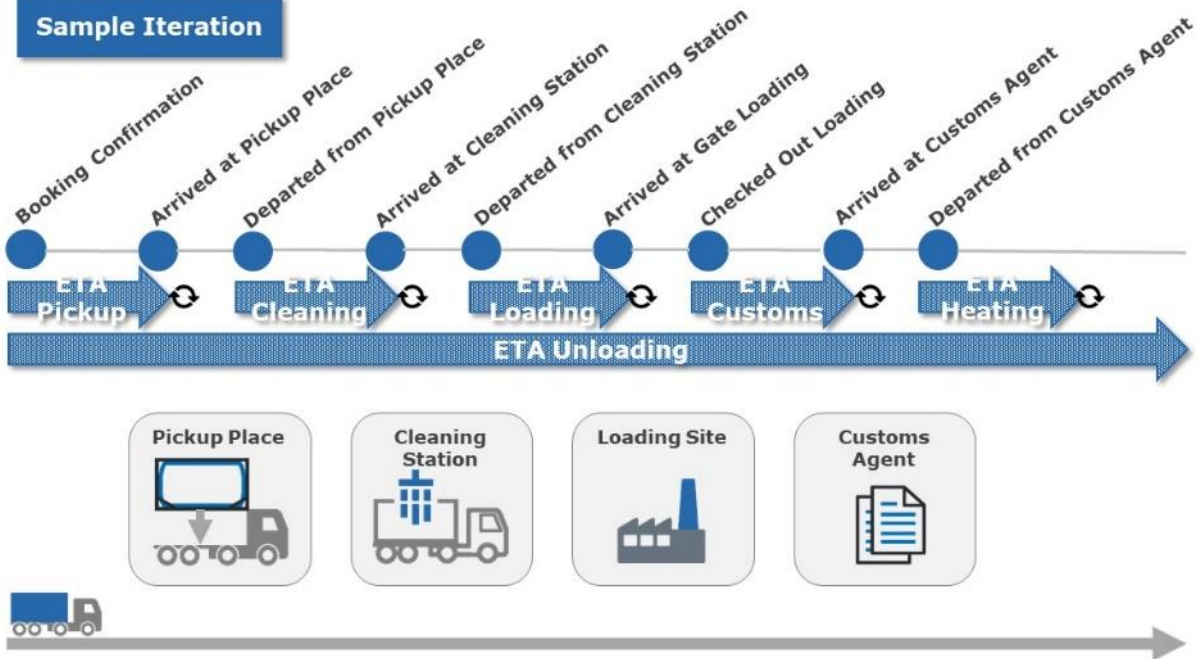 Sample Iteration
Booking Confirmation
Arrived at Pickup Place
Departed from Pickup Place
Arrived at Cleaning Station
Departed from Cleaning Station
Arrived at Gate Loading
Checked Out Loading
Arrived at Customs Agent
Departed from Customs Agent
ETA
Pickup
ETA
Cleaning
ETA
Loading
ETA
Customs
ETA
Heating
ETA Unloading
Pickup Place
Cleaning
Station
Loading Site
Customs
Agent